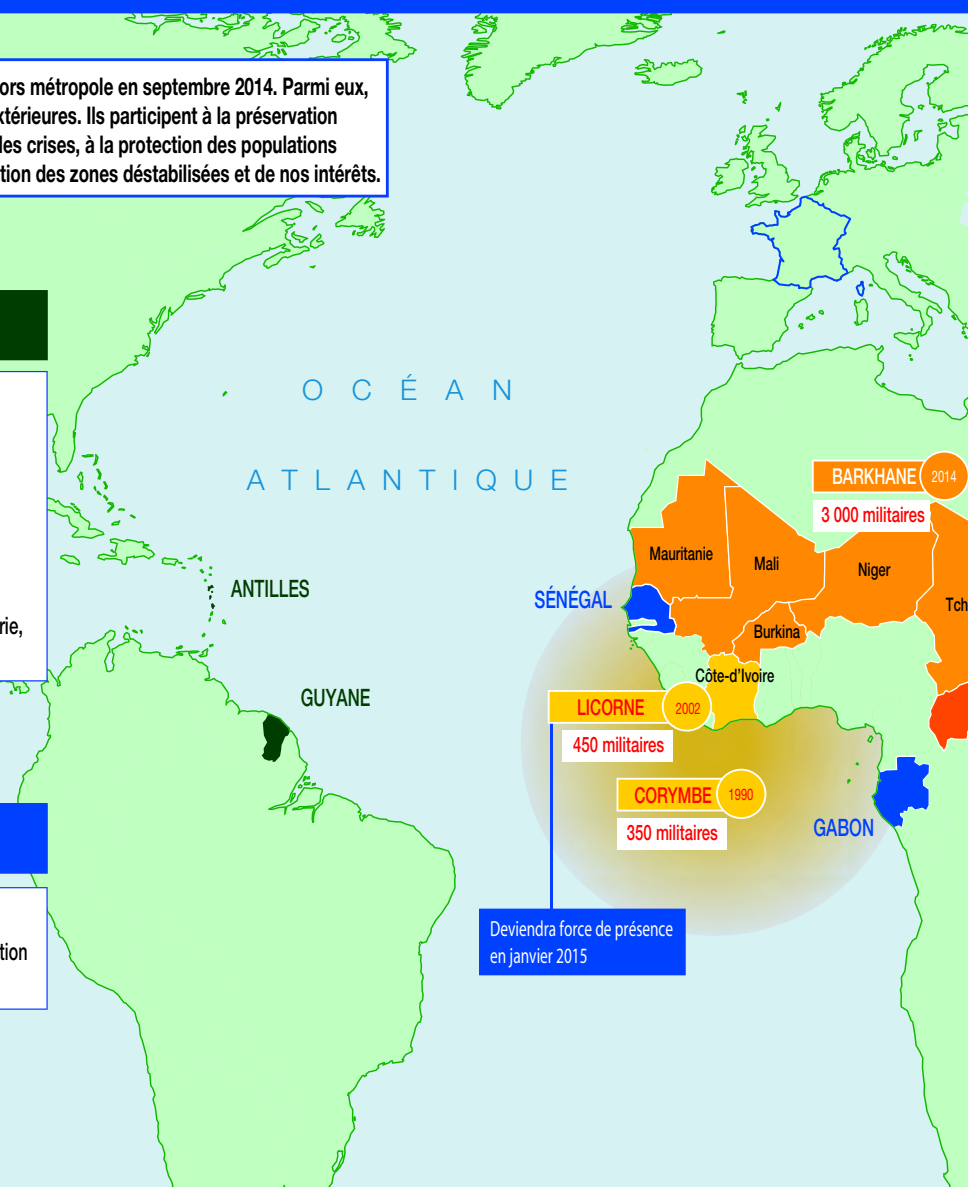 ors métropole en septembre 2014. Parmi eux,
xtérieures. Ils participent à la préservation
les crises, à la protection des populations
tion des zones déstabilisées et de nos intérêts.
OCÉAN
ATLANTIQUE
BARKHANE 2014
3 000 militaires
Mauritanie
Mali
Niger
Tch
ANTILLES
SÉNÉGAL
Burkina
rie,
Côte-d'Ivoire
GUYANE
LICORNE 2002
450 militaires
CORYMBE 1990
350 militaires
GABON
Deviendra force de présence
en janvier 2015
tion